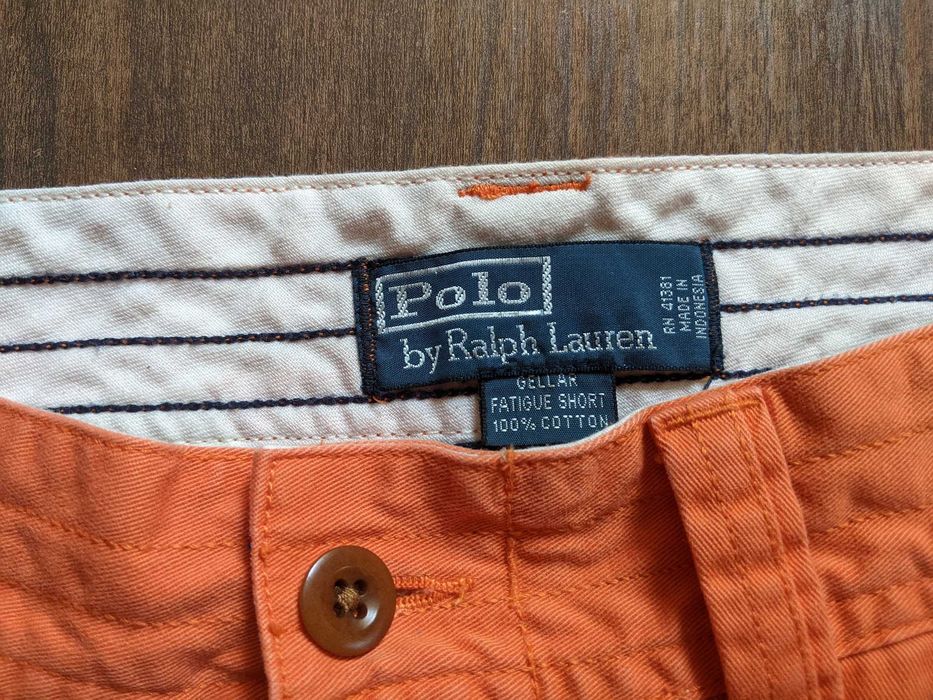 Polo
by Ralph Lauren
RN 41381
MADE IN
INDONESIA
GELLAR
FATIGUE SHORT
100% COTTON